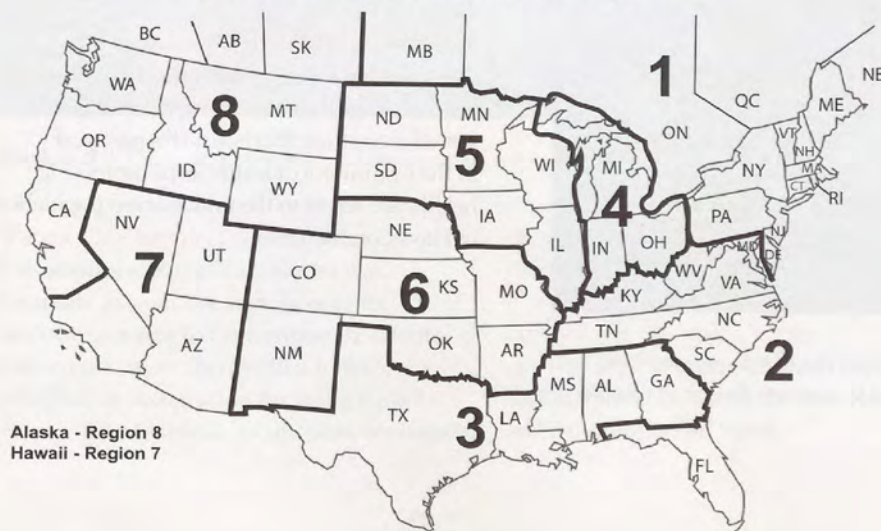 BC
AB
SK
MB
1
NE
WA
8
MT
ND
MN
ON
QC
ME
OR
5
VT
NH
ID
SD
WI
MI
NY
MA
CT
RI
WY
4
CA
NV
NE
IA
PA
NJ
UT
CO
IL
IN
OH
MD
DE
7
6
KS
MO
WV
VA
KY
AZ
NM
OK
AR
TN
NC
SC
2
MS
AL
GA
TX
3
LA
FL
Alaska - Region 8
Hawaii - Region 7